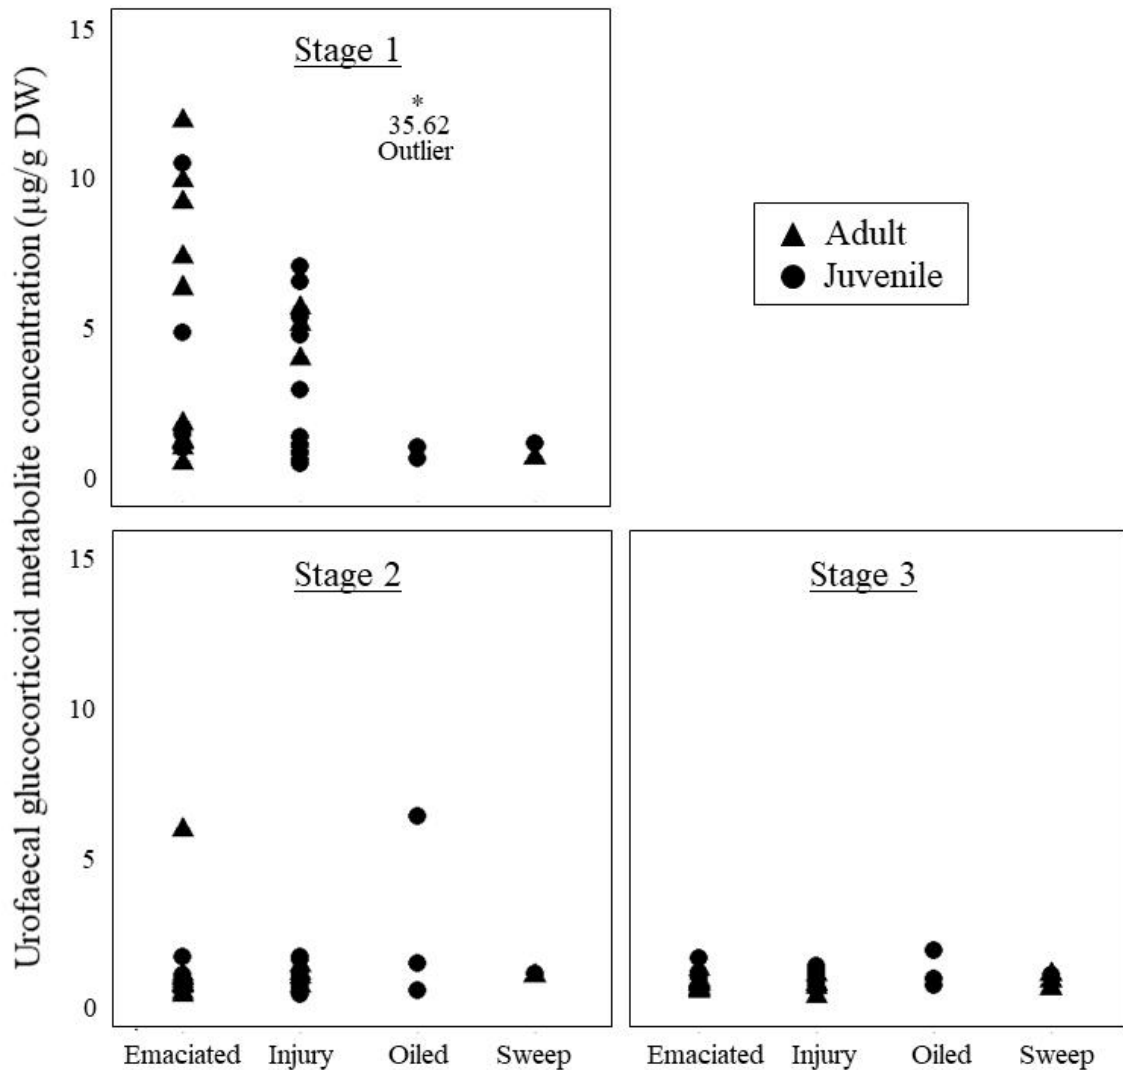 Urofaecal glucocorticoid metabolite concentration (µg/g DW)
15
10
5
0
Stage 1
*
35.62
Outlier
Adult
Juvenile
15
10
5
0
Stage 2
Emaciated Injury Oiled Sweep
Stage 3
Emaciated Injury Oiled Sweep